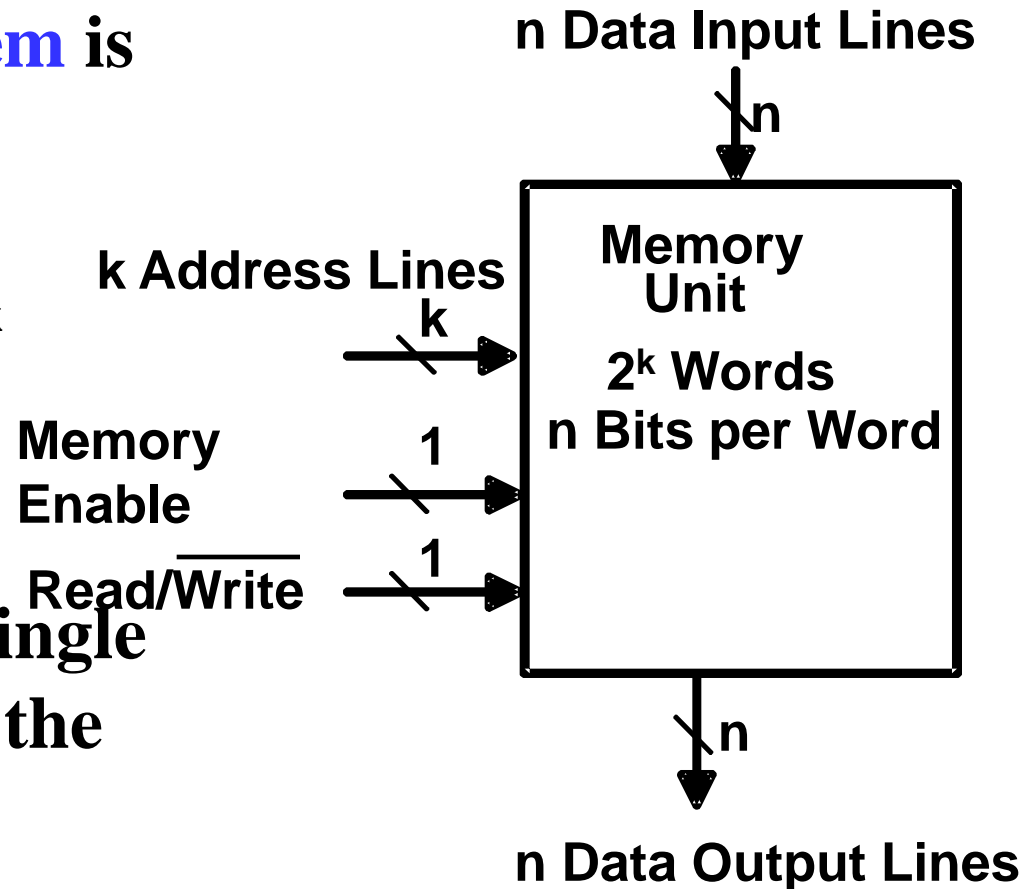 em is
n Data Input Lines
n
k Address Lines
k
k
Memory
Unit
2ᵏ Words
n Bits per Word
Memory
Enable
1
Read/W̅r̅i̅t̅e̅
1
ingle
the
n
n Data Output Lines